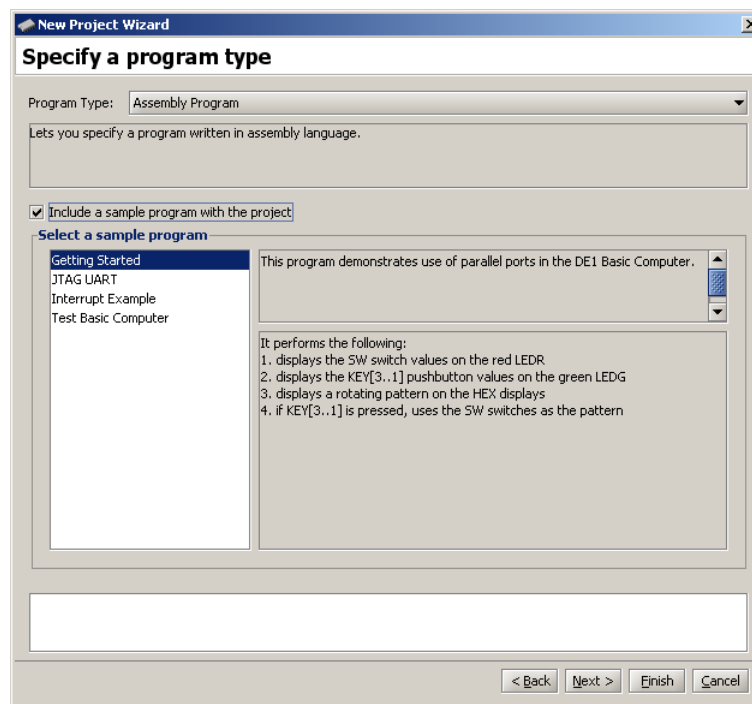 New Project Wizard
Specify a program type
Program Type: Assembly Program
Lets you specify a program written in assembly language.
Include a sample program with the project
Select a sample program
Getting Started
JTAG UART
Interrupt Example
Test Basic Computer
This program demonstrates use of parallel ports in the DE1 Basic Computer.
It performs the following:
1. displays the SW switch values on the red LEDR
2. displays the KEY[3..1] pushbutton values on the green LEDG
3. displays a rotating pattern on the HEX displays
4. if KEY[3..1] is pressed, uses the SW switches as the pattern
< Back Next > Finish Cancel